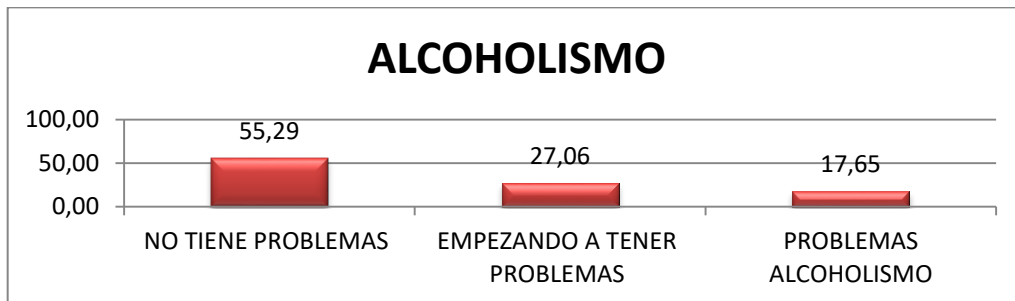 ALCOHOLISMO
100,00
50,00
0,00
55,29
27,06
17,65
NO TIENE PROBLEMAS
EMPEZANDO A TENER
PROBLEMAS
PROBLEMAS
ALCOHOLISMO